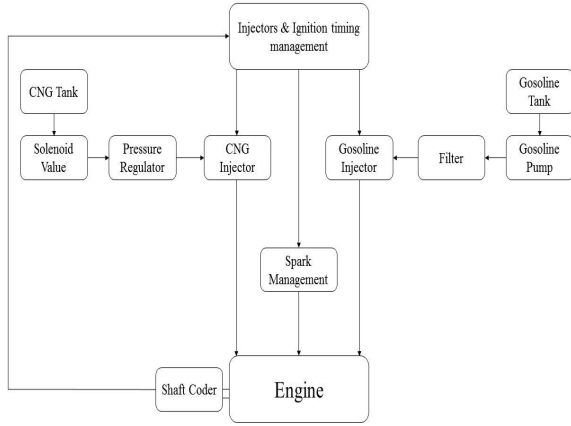 Injectors & Ignition timing
management
CNG Tank
Gosoline
Tank
Solenoid
Value
Pressure
Regulator
CNG
Injector
Gosoline
Injector
Filter
Gosoline
Pump
Spark
Management
Shaft Coder
Engine